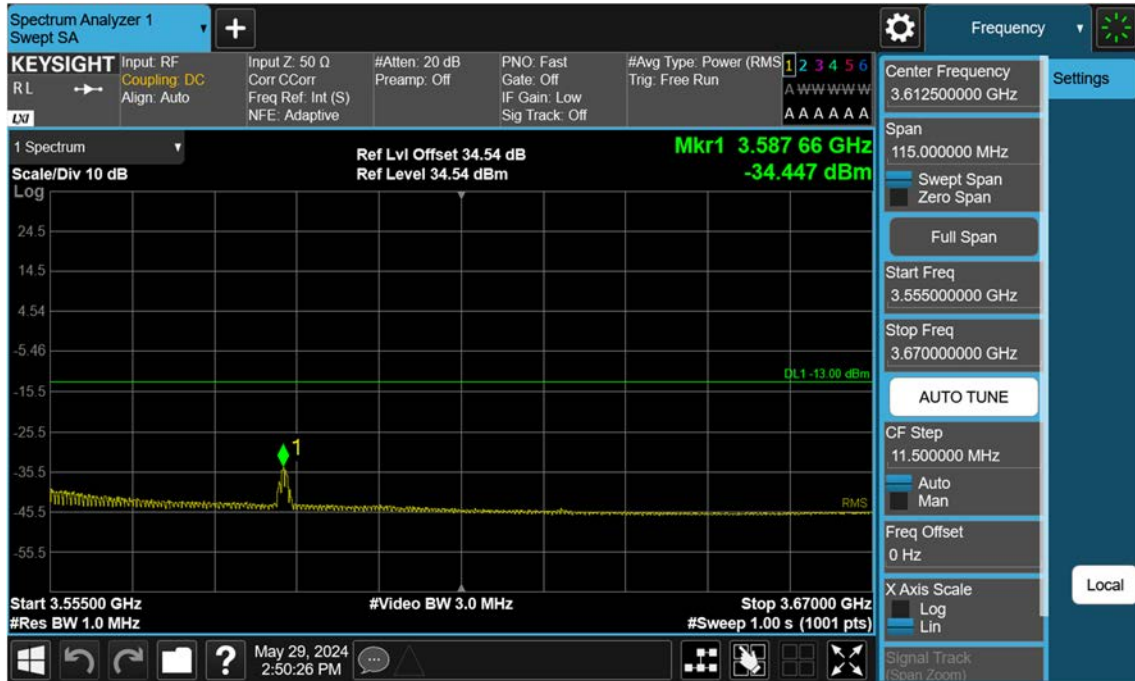 Spectrum Analyzer 1
Swept SA
+
Frequency
KEYSIGHT
R L
LXI
Input: RF
Coupling: DC
Align: Auto
Input Z: 50 Ω
Corr CCorr
Freq Ref: Int (S)
NFE: Adaptive
#Atten: 20 dB
Preamp: Off
PNO: Fast
Gate: Off
IF Gain: Low
Sig Track: Off
#Avg Type: Power (RMS
Trig: Free Run
1 2 3 4 5 6
A W W W W W
A A A A A A
1 Spectrum
Scale/Div 10 dB
Ref Lvl Offset 34.54 dB
Ref Level 34.54 dBm
Mkr1 3.587 66 GHz
-34.447 dBm
Log
24.5
14.5
4.54
-5.46
-15.5
-25.5
-35.5
-45.5
-55.5
DL1 -13.00 dBm
1
RMS
Start 3.55500 GHz
#Res BW 1.0 MHz
#Video BW 3.0 MHz
Stop 3.67000 GHz
#Sweep 1.00 s (1001 pts)
Center Frequency
3.612500000 GHz
Span
115.000000 MHz
Swept Span
Zero Span
Full Span
Start Freq
3.555000000 GHz
Stop Freq
3.670000000 GHz
AUTO TUNE
CF Step
11.500000 MHz
Auto
Man
Freq Offset
0 Hz
X Axis Scale
Log
Lin
Signal Track
(Span Zoom)
Settings
Local
?
May 29, 2024
2:50:26 PM